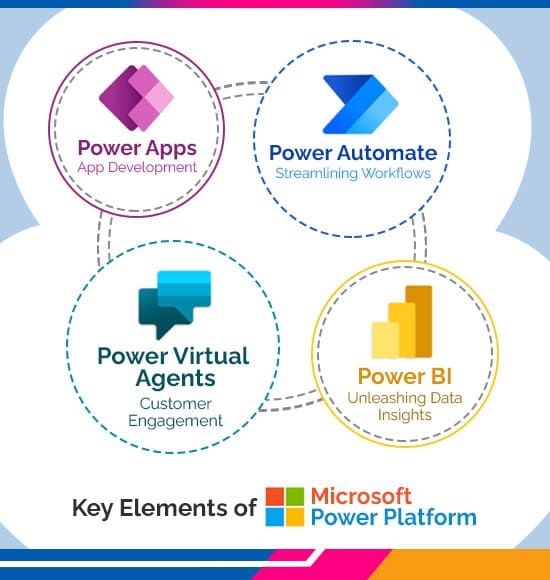 Power Apps
App Development
Power Automate
Streamlining Workflows
Power Virtual
Agents
Customer
Engagement
Power BI
Unleashing Data
Insights
Key Elements of
Microsoft
Power Platform